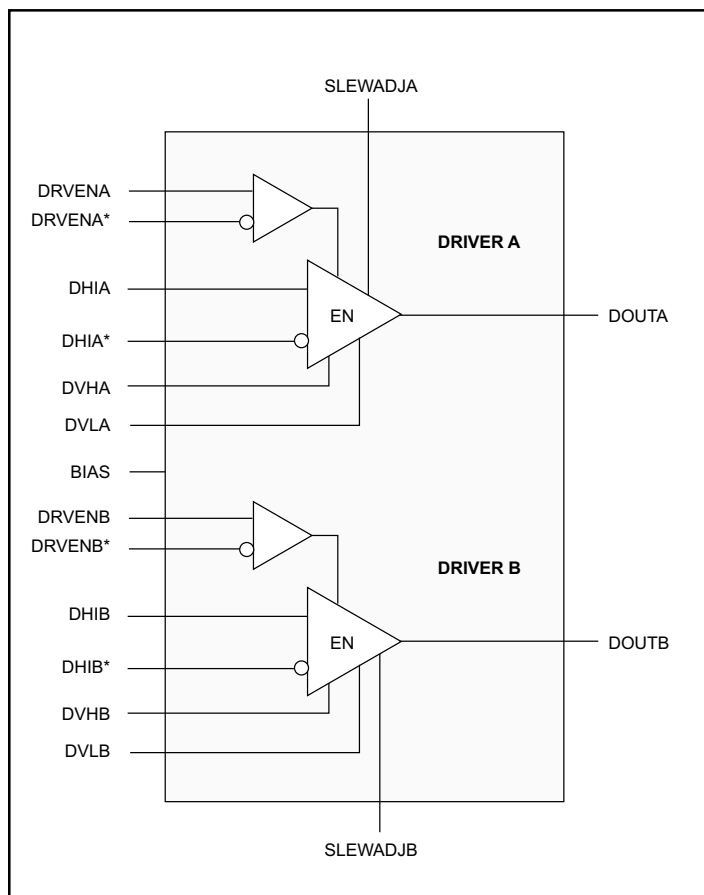 SLEWADJA
DRVENA
DRVENA*
DRIVER A
DHIA
EN
DOUTA
DHIA*
DVHA
DVLA
BIAS
DRVENB
DRVENB*
DRIVER B
DHIB
EN
DOUTB
DHIB*
DVHB
DVLB
SLEWADJB